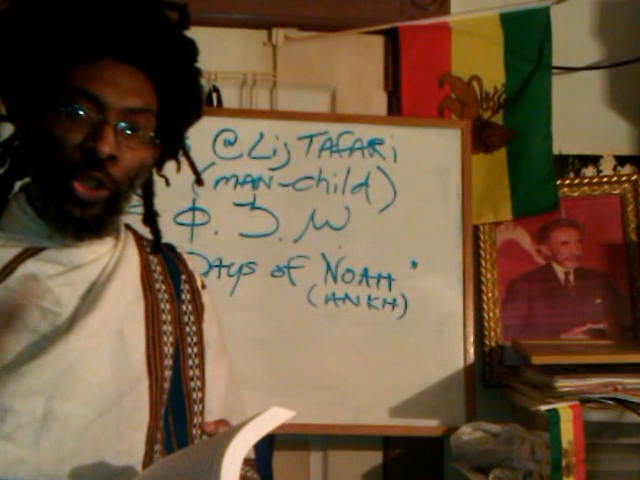 @Lij TAFARi
(MAN-child)
ቀ. ኃ. ሥ
Days of NOAH"
(ANKH)